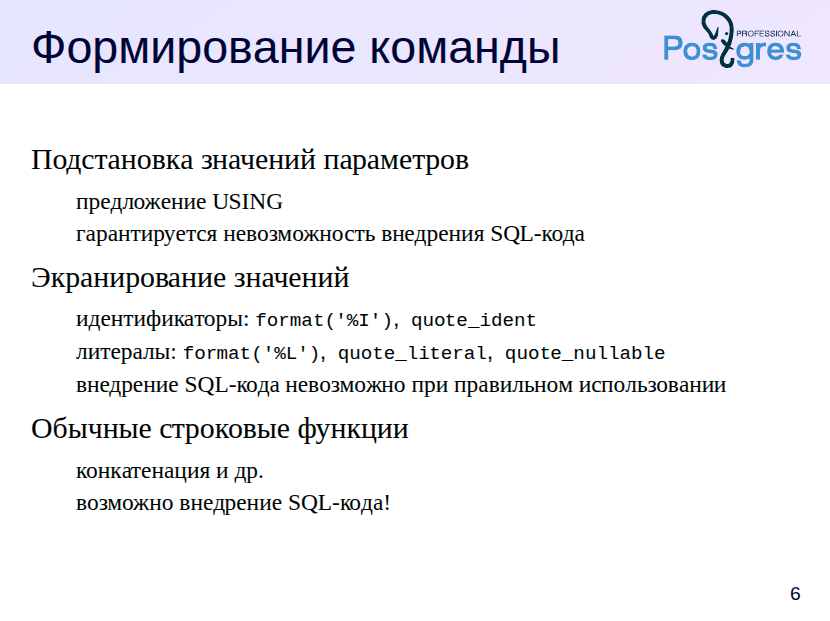 Формирование команды
PROFESSIONAL
Postgres
Подстановка значений параметров
предложение USING
гарантируется невозможность внедрения SQL-кода
Экранирование значений
идентификаторы: format('%I'), quote_ident
литералы: format('%L'), quote_literal, quote_nullable
внедрение SQL-кода невозможно при правильном использовании
Обычные строковые функции
конкатенация и др.
возможно внедрение SQL-кода!
6